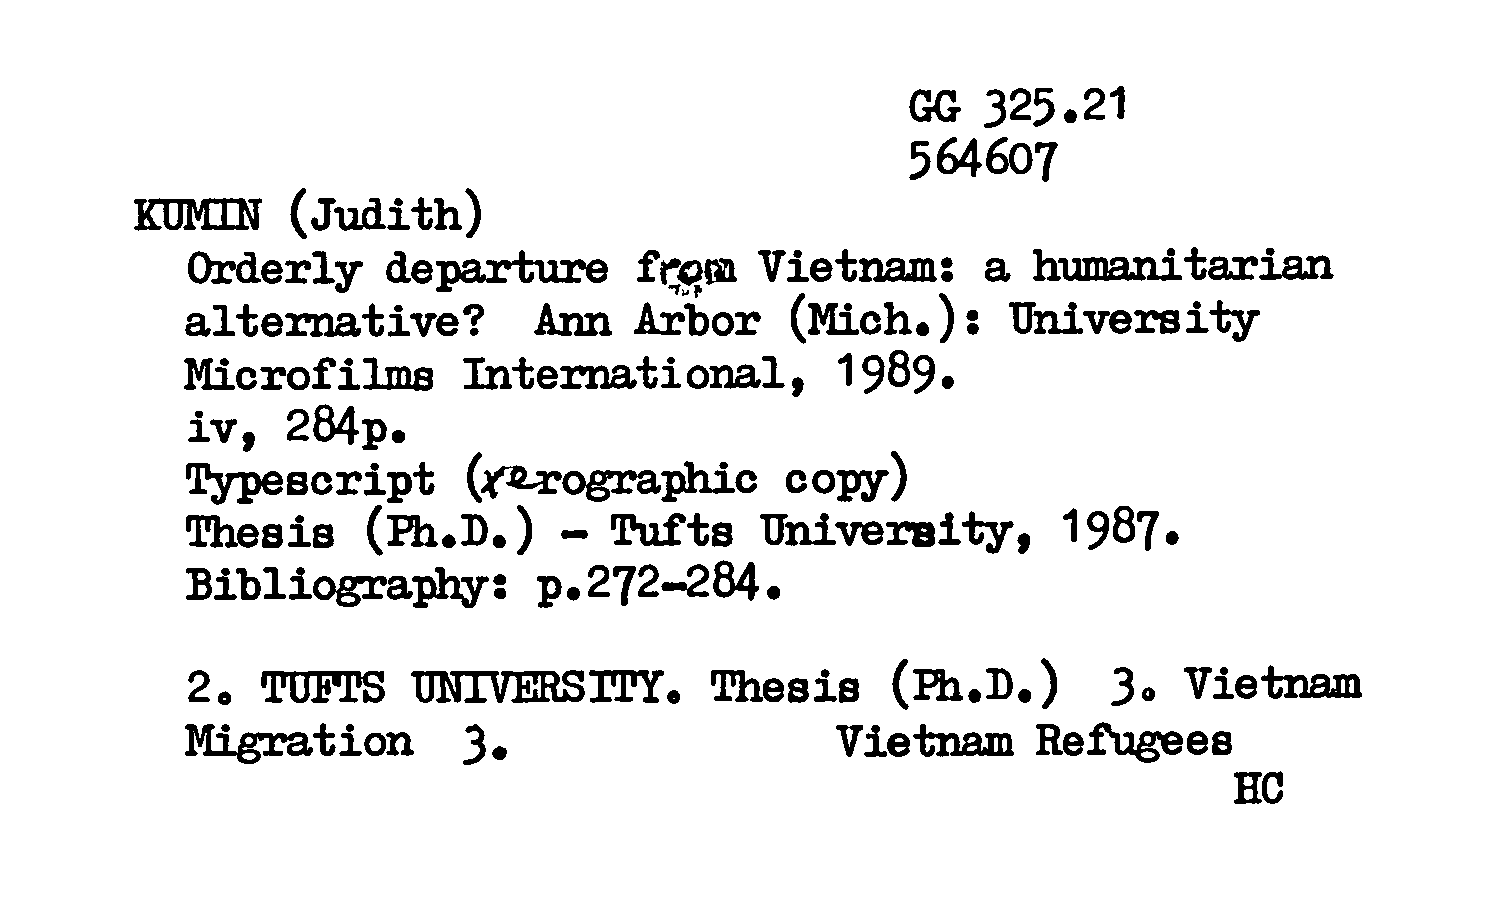 GG 325.21
564607
KUMIN (Judith)
Orderly departure from Vietnam: a humanitarian
alternative?  Ann Arbor (Mich.): University
Microfilms International, 1989.
iv, 284p.
Typescript (xerographic copy)
Thesis (Ph.D.) - Tufts University, 1987.
Bibliography: p.272-284.
2. TUFTS UNIVERSITY. Thesis (Ph.D.)  3. Vietnam
Migration  3.  Vietnam Refugees
HC